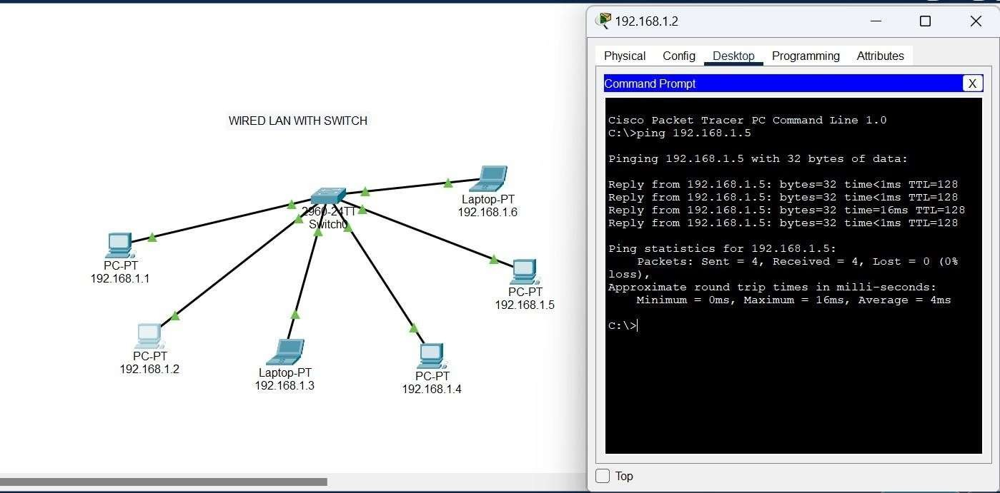 WIRED LAN WITH SWITCH
2960-24TT
Switch0
Laptop-PT
192.168.1.6
PC-PT
192.168.1.1
PC-PT
192.168.1.5
PC-PT
192.168.1.2
Laptop-PT
192.168.1.3
PC-PT
192.168.1.4
192.168.1.2
Physical Config Desktop Programming Attributes
Command Prompt X
Cisco Packet Tracer PC Command Line 1.0
C:\>ping 192.168.1.5
Pinging 192.168.1.5 with 32 bytes of data:
Reply from 192.168.1.5: bytes=32 time<1ms TTL=128
Reply from 192.168.1.5: bytes=32 time<1ms TTL=128
Reply from 192.168.1.5: bytes=32 time=16ms TTL=128
Reply from 192.168.1.5: bytes=32 time<1ms TTL=128
Ping statistics for 192.168.1.5:
Packets: Sent = 4, Received = 4, Lost = 0 (0%
loss),
Approximate round trip times in milli-seconds:
Minimum = 0ms, Maximum = 16ms, Average = 4ms
C:\>
Top